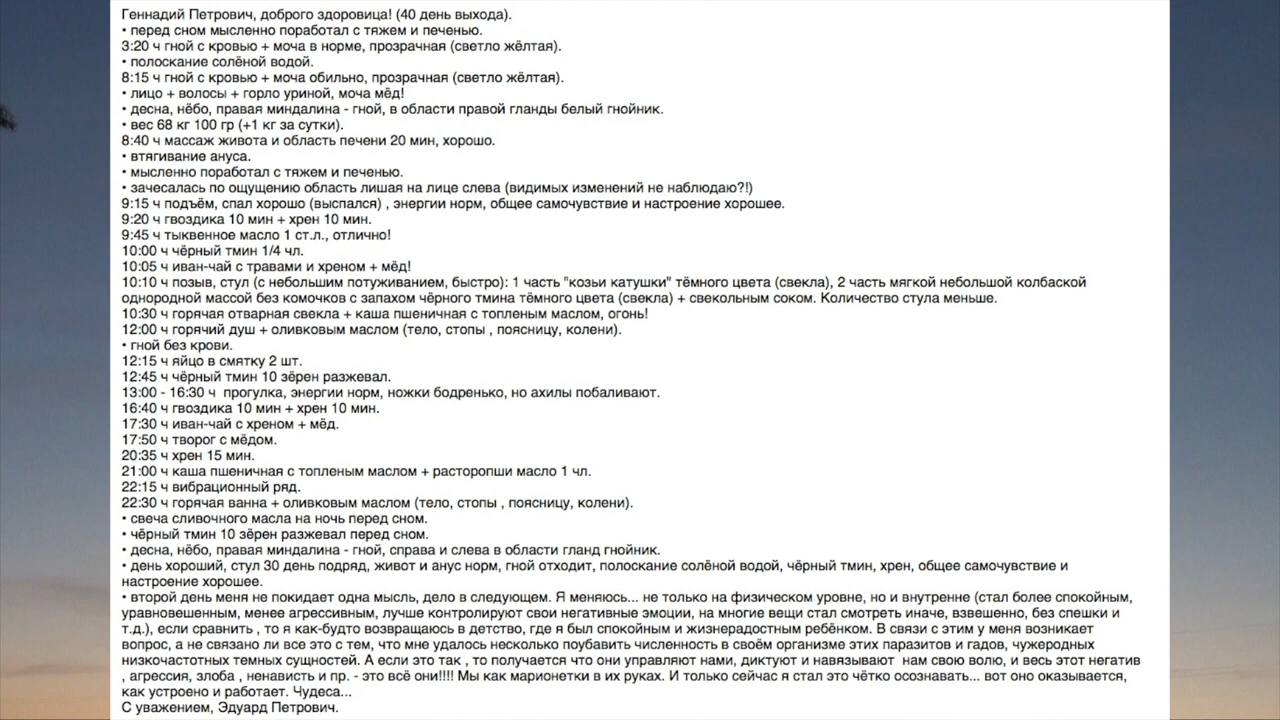 Геннадий Петрович, доброго здоровица! (40 день выхода).
• перед сном мысленно поработал с тяжем и печенью.
3:20 ч гной с кровью + моча в норме, прозрачная (светло жёлтая).
• полоскание солёной водой.
8:15 ч гной с кровью + моча обильно, прозрачная (светло жёлтая).
• лицо + волосы + горло уриной, моча мёд!
• десна, нёбо, правая миндалина - гной, в области правой гланды белый гнойник.
• вес 68 кг 100 гр (+1 кг за сутки).
8:40 ч массаж живота и область печени 20 мин, хорошо.
• втягивание ануса.
• мысленно поработал с тяжем и печенью.
• зачесалась по ощущению область лишая на лице слева (видимых изменений не наблюдаю?!)
9:15 ч подъём, спал хорошо (выспался) , энергии норм, общее самочувствие и настроение хорошее.
9:20 ч гвоздика 10 мин + хрен 10 мин.
9:45 ч тыквенное масло 1 ст.л., отлично!
10:00 ч чёрный тмин 1/4 чл.
10:05 ч иван-чай с травами и хреном + мёд!
10:10 ч позыв, стул (с небольшим потуживанием, быстро): 1 часть "козьи катушки" тёмного цвета (свекла), 2 часть мягкой небольшой колбаской
однородной массой без комочков с запахом чёрного тмина тёмного цвета (свекла) + свекольным соком. Количество стула меньше.
10:30 ч горячая отварная свекла + каша пшеничная с топленым маслом, огонь!
12:00 ч горячий душ + оливковым маслом (тело, стопы , поясницу, колени).
• гной без крови.
12:15 ч яйцо в смятку 2 шт.
12:45 ч чёрный тмин 10 зёрен разжевал.
13:00 - 16:30 ч  прогулка, энергии норм, ножки бодренько, но ахилы побаливают.
16:40 ч гвоздика 10 мин + хрен 10 мин.
17:30 ч иван-чай с хреном + мёд.
17:50 ч творог с мёдом.
20:35 ч хрен 15 мин.
21:00 ч каша пшеничная с топленым маслом + расторопши масло 1 чл.
22:15 ч вибрационный ряд.
22:30 ч горячая ванна + оливковым маслом (тело, стопы , поясницу, колени).
• свеча сливочного масла на ночь перед сном.
• чёрный тмин 10 зёрен разжевал перед сном.
• десна, нёбо, правая миндалина - гной, справа и слева в области гланд гнойник.
• день хороший, стул 30 день подряд, живот и анус норм, гной отходит, полоскание солёной водой, чёрный тмин, хрен, общее самочувствие и
настроение хорошее.
• второй день меня не покидает одна мысль, дело в следующем. Я меняюсь... не только на физическом уровне, но и внутренне (стал более спокойным,
уравновешенным, менее агрессивным, лучше контролируют свои негативные эмоции, на многие вещи стал смотреть иначе, взвешенно, без спешки и
т.д.), если сравнить , то я как-будто возвращаюсь в детство, где я был спокойным и жизнерадостным ребёнком. В связи с этим у меня возникает
вопрос, а не связано ли все это с тем, что мне удалось несколько поубавить численность в своём организме этих паразитов и гадов, чужеродных
низкочастотных темных сущностей. А если это так , то получается что они управляют нами, диктуют и навязывают  нам свою волю, и весь этот негатив
, агрессия, злоба , ненависть и пр. - это всё они!!!! Мы как марионетки в их руках. И только сейчас я стал это чётко осознавать... вот оно оказывается,
как устроено и работает. Чудеса...
С уважением, Эдуард Петрович.